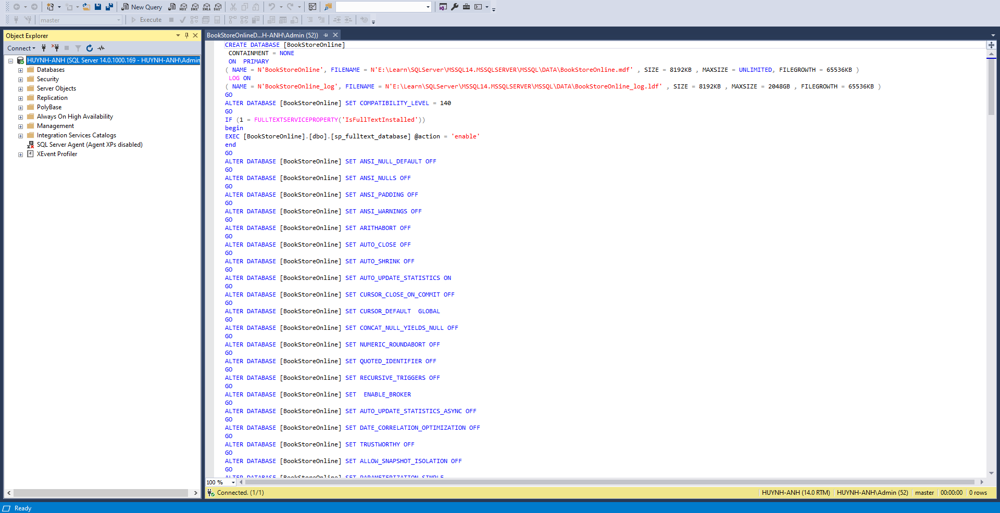 New Query
MDX
DMX
XMLA
DAX
master
Execute
Object Explorer
Connect
HUYNH-ANH (SQL Server 14.0.1000.169 - HUYNH-ANH\Admin
Databases
Security
Server Objects
Replication
PolyBase
Always On High Availability
Management
Integration Services Catalogs
SQL Server Agent (Agent XPs disabled)
XEvent Profiler
BookStoreOnlineD...H-ANH\Admin (52))
CREATE DATABASE [BookStoreOnline]
CONTAINMENT = NONE
ON  PRIMARY
( NAME = N'BookStoreOnline', FILENAME = N'E:\Learn\SQLServer\MSSQL14.MSSQLSERVER\MSSQL\DATA\BookStoreOnline.mdf' , SIZE = 8192KB , MAXSIZE = UNLIMITED, FILEGROWTH = 65536KB )
LOG ON
( NAME = N'BookStoreOnline_log', FILENAME = N'E:\Learn\SQLServer\MSSQL14.MSSQLSERVER\MSSQL\DATA\BookStoreOnline_log.ldf' , SIZE = 8192KB , MAXSIZE = 2048GB , FILEGROWTH = 65536KB )
GO
ALTER DATABASE [BookStoreOnline] SET COMPATIBILITY_LEVEL = 140
GO
IF (1 = FULLTEXTSERVICEPROPERTY('IsFullTextInstalled'))
begin
EXEC [BookStoreOnline].[dbo].[sp_fulltext_database] @action = 'enable'
end
GO
ALTER DATABASE [BookStoreOnline] SET ANSI_NULL_DEFAULT OFF
GO
ALTER DATABASE [BookStoreOnline] SET ANSI_NULLS OFF
GO
ALTER DATABASE [BookStoreOnline] SET ANSI_PADDING OFF
GO
ALTER DATABASE [BookStoreOnline] SET ANSI_WARNINGS OFF
GO
ALTER DATABASE [BookStoreOnline] SET ARITHABORT OFF
GO
ALTER DATABASE [BookStoreOnline] SET AUTO_CLOSE OFF
GO
ALTER DATABASE [BookStoreOnline] SET AUTO_SHRINK OFF
GO
ALTER DATABASE [BookStoreOnline] SET AUTO_UPDATE_STATISTICS ON
GO
ALTER DATABASE [BookStoreOnline] SET CURSOR_CLOSE_ON_COMMIT OFF
GO
ALTER DATABASE [BookStoreOnline] SET CURSOR_DEFAULT  GLOBAL
GO
ALTER DATABASE [BookStoreOnline] SET CONCAT_NULL_YIELDS_NULL OFF
GO
ALTER DATABASE [BookStoreOnline] SET NUMERIC_ROUNDABORT OFF
GO
ALTER DATABASE [BookStoreOnline] SET QUOTED_IDENTIFIER OFF
GO
ALTER DATABASE [BookStoreOnline] SET RECURSIVE_TRIGGERS OFF
GO
ALTER DATABASE [BookStoreOnline] SET  ENABLE_BROKER
GO
ALTER DATABASE [BookStoreOnline] SET AUTO_UPDATE_STATISTICS_ASYNC OFF
GO
ALTER DATABASE [BookStoreOnline] SET DATE_CORRELATION_OPTIMIZATION OFF
GO
ALTER DATABASE [BookStoreOnline] SET TRUSTWORTHY OFF
GO
ALTER DATABASE [BookStoreOnline] SET ALLOW_SNAPSHOT_ISOLATION OFF
GO
ALTER DATABASE [BookStoreOnline] SET PARAMETERIZATION SIMPLE
100 %
Connected. (1/1)
HUYNH-ANH (14.0 RTM)
HUYNH-ANH\Admin (52)
master
00:00:00
0 rows
Ready